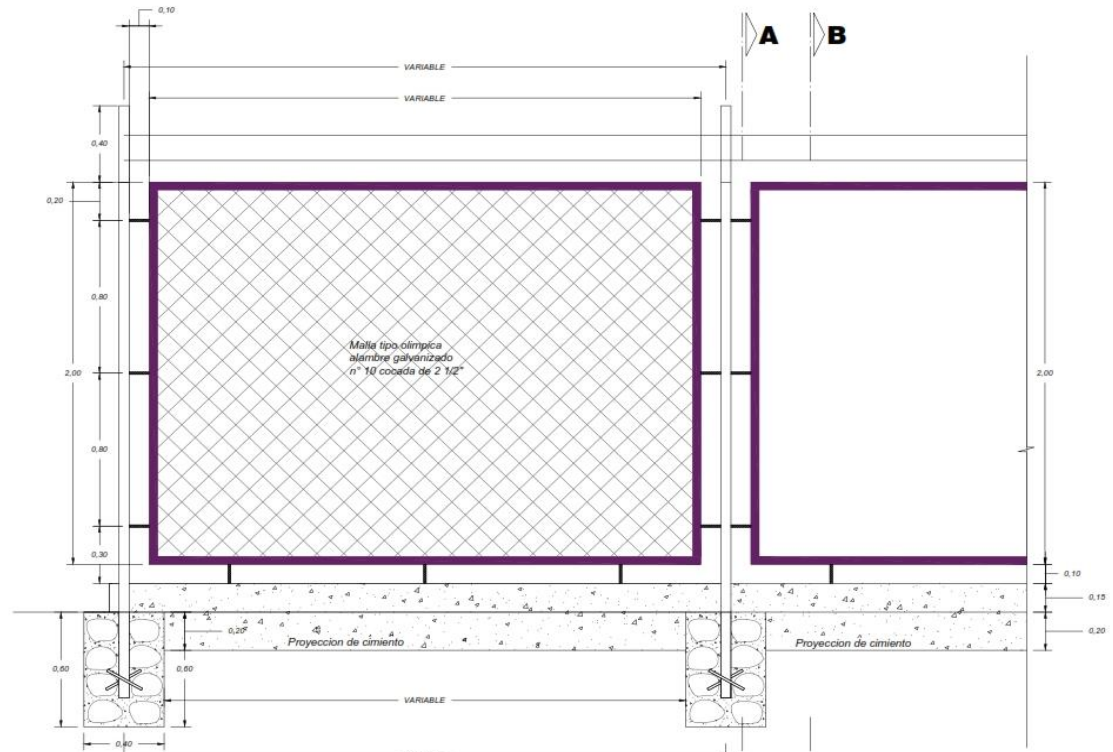 0,10
A
B
VARIABLE
VARIABLE
0,40
0,20
0,80
Malla tipo olimpica
alambre galvanizado
n° 10 cocada de 2 1/2"
2,00
2,00
0,80
0,30
0,10
0,15
0,20
Proyeccion de cimiento
Proyeccion de cimiento
0,20
0,60
0,60
VARIABLE
0,40